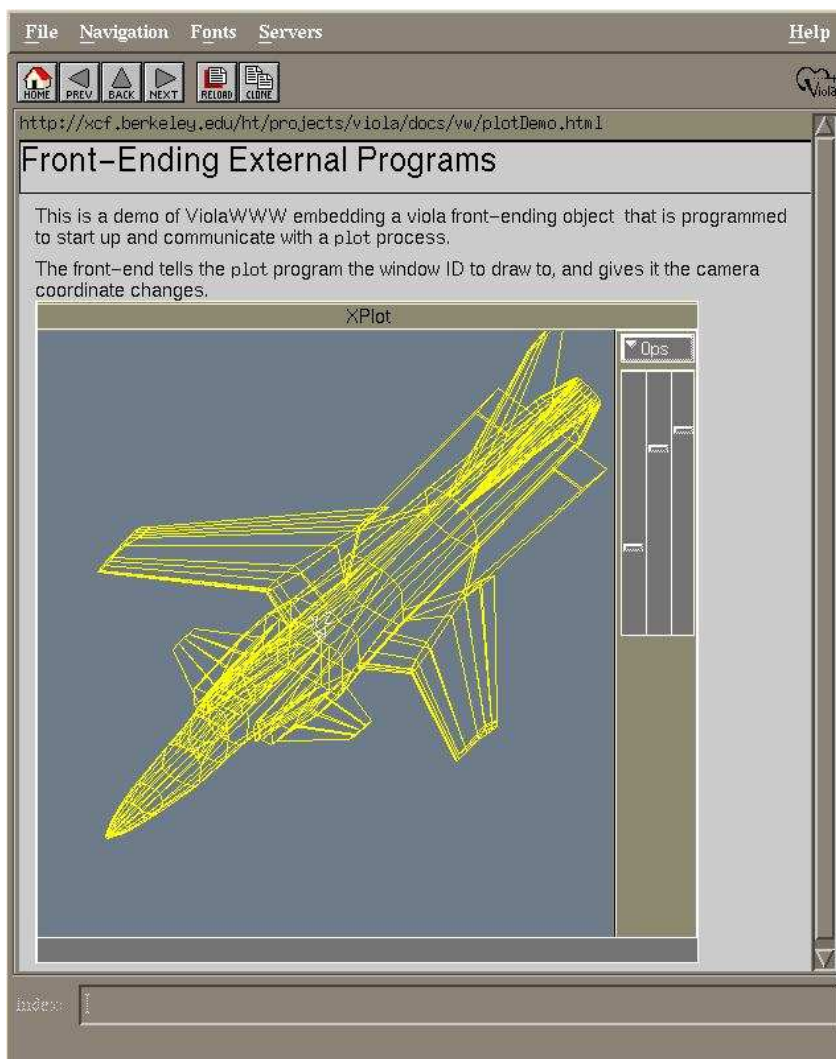 File Navigation Fonts Servers Help
HOME PREV BACK NEXT RELOAD CLONE Viola
http://xcf.berkeley.edu/ht/projects/viola/docs/vw/plotDemo.html
Front-Ending External Programs
This is a demo of ViolaWWW embedding a viola front-ending object that is programmed
to start up and communicate with a plot process.
The front-end tells the plot program the window ID to draw to, and gives it the camera
coordinate changes.
XPlot
Ops
Index: